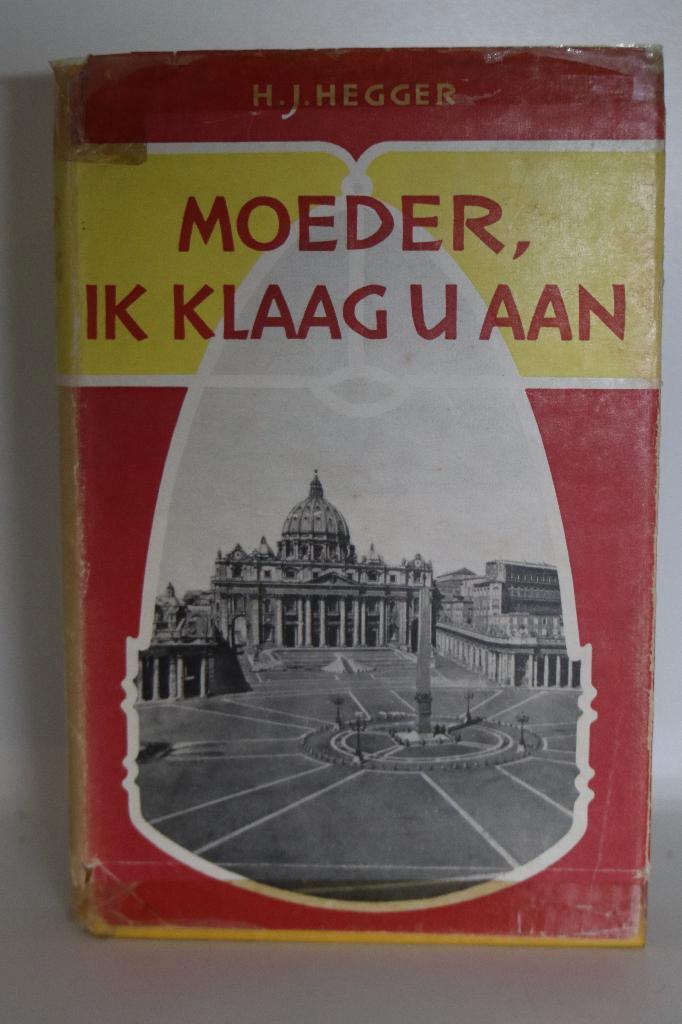 H.J.HEGGER
MOEDER,
IK KLAAG U AAN